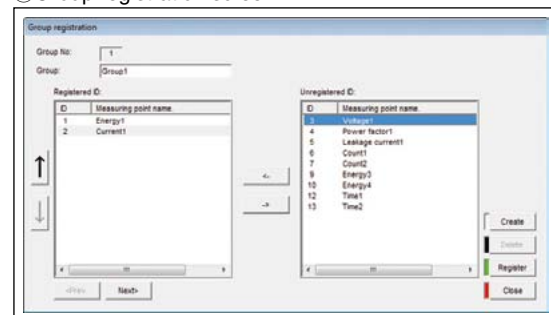 Group registration
Group No: 1
Group: Group1
Registered ID:
ID Measuring point name.
1 Energy1
2 Current1
Unregistered ID:
ID Measuring point name.
3 Voltage1
4 Power factor1
5 Leakage current1
6 Count1
7 Count2
9 Energy3
10 Energy4
12 Time1
13 Time2
↑
↓
<-
->
Create
Delete
Register
Close
<Prev
Next>